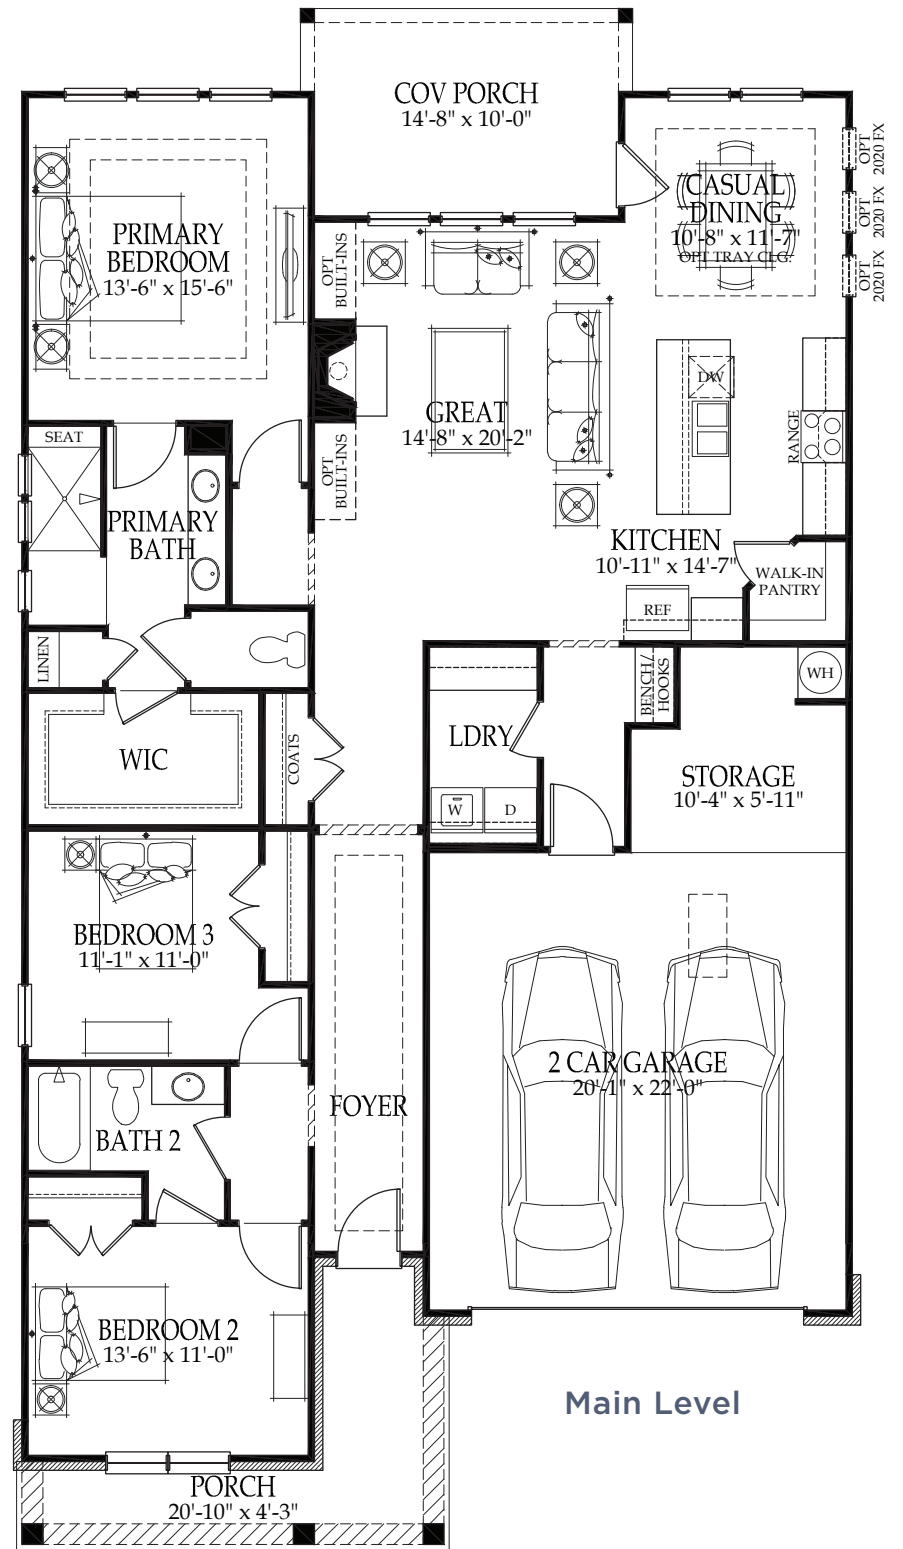 COV PORCH
14'-8" x 10'-0"
OPT
2020 FX
CASUAL
DINING
10'-8" x 11'-7"
OPT TRAY CLG.
OPT
2020 FX
OPT
2020 FX
PRIMARY
BEDROOM
13'-6" x 15'-6"
OPT
BUILT-INS
GREAT
14'-8" x 20'-2"
DW
RANGE
SEAT
OPT
BUILT-INS
PRIMARY
BATH
KITCHEN
10'-11" x 14'-7"
WALK-IN
PANTRY
REF
LINEN
BENCH/
HOOKS
WH
WIC
COATS
LDRY
STORAGE
10'-4" x 5'-11"
W
D
BEDROOM 3
11'-1" x 11'-0"
2 CAR GARAGE
20'-1" x 22'-0"
FOYER
BATH 2
BEDROOM 2
13'-6" x 11'-0"
Main Level
PORCH
20'-10" x 4'-3"